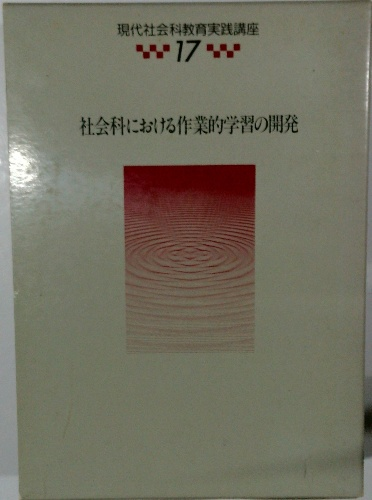 現代社会科教育実践講座
17
社会科における作業的学習の開発